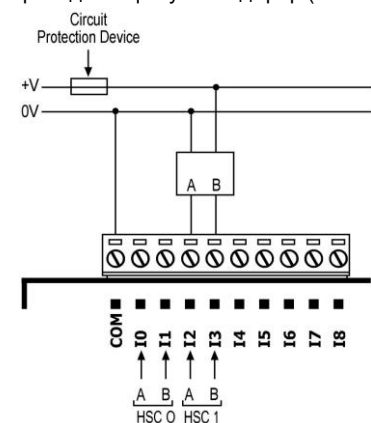 Circuit
Protection Device
+V
0V
A B
COM I0 I1 I2 I3 I4 I5 I6 I7 I8
A B A B
HSC 0 HSC 1